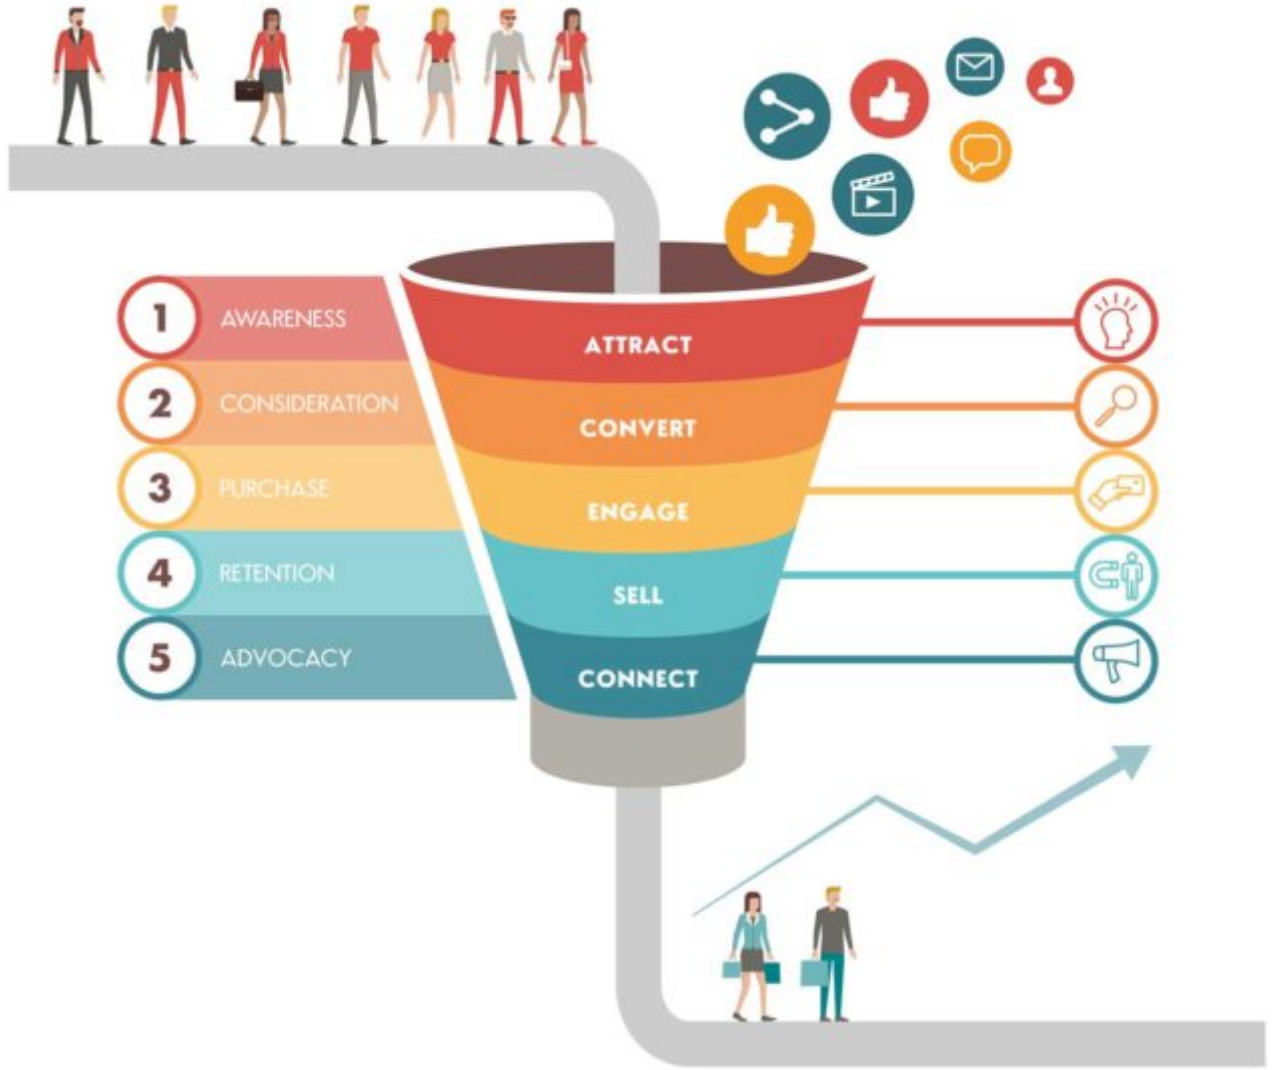 1 AWARENESS
ATTRACT
2 CONSIDERATION
CONVERT
3 PURCHASE
ENGAGE
4 RETENTION
SELL
5 ADVOCACY
CONNECT